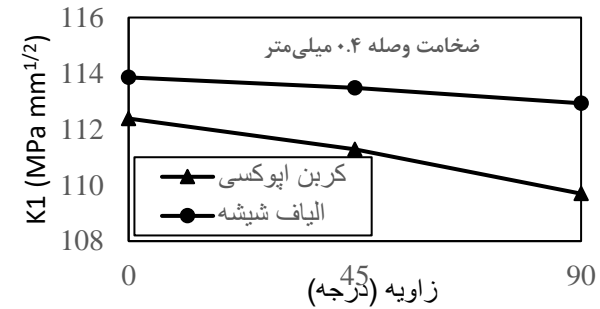 116
114
112
110
108
K1 (MPa mm1/2)
ضخامت وصله ۰.۴ میلی‌متر
کربن اپوکسی
الیاف شیشه
0
45
90
زاویه (درجه)